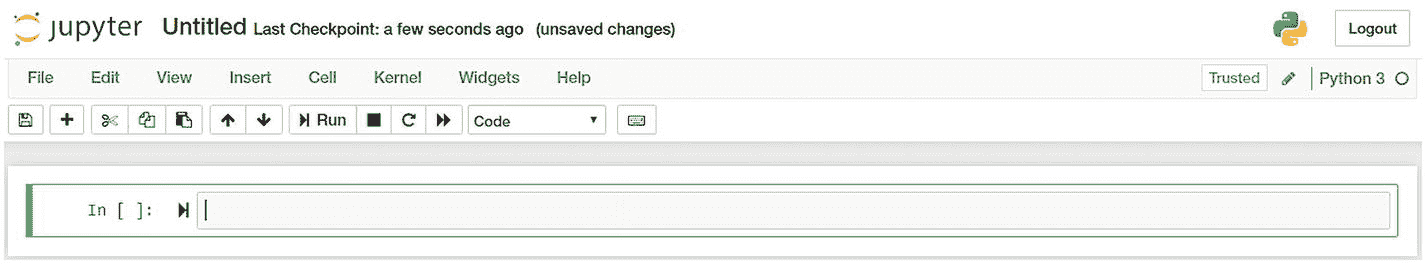 jupyter Untitled Last Checkpoint: a few seconds ago (unsaved changes) Logout
File Edit View Insert Cell Kernel Widgets Help Trusted Python 3
Run Code
In [ ]: